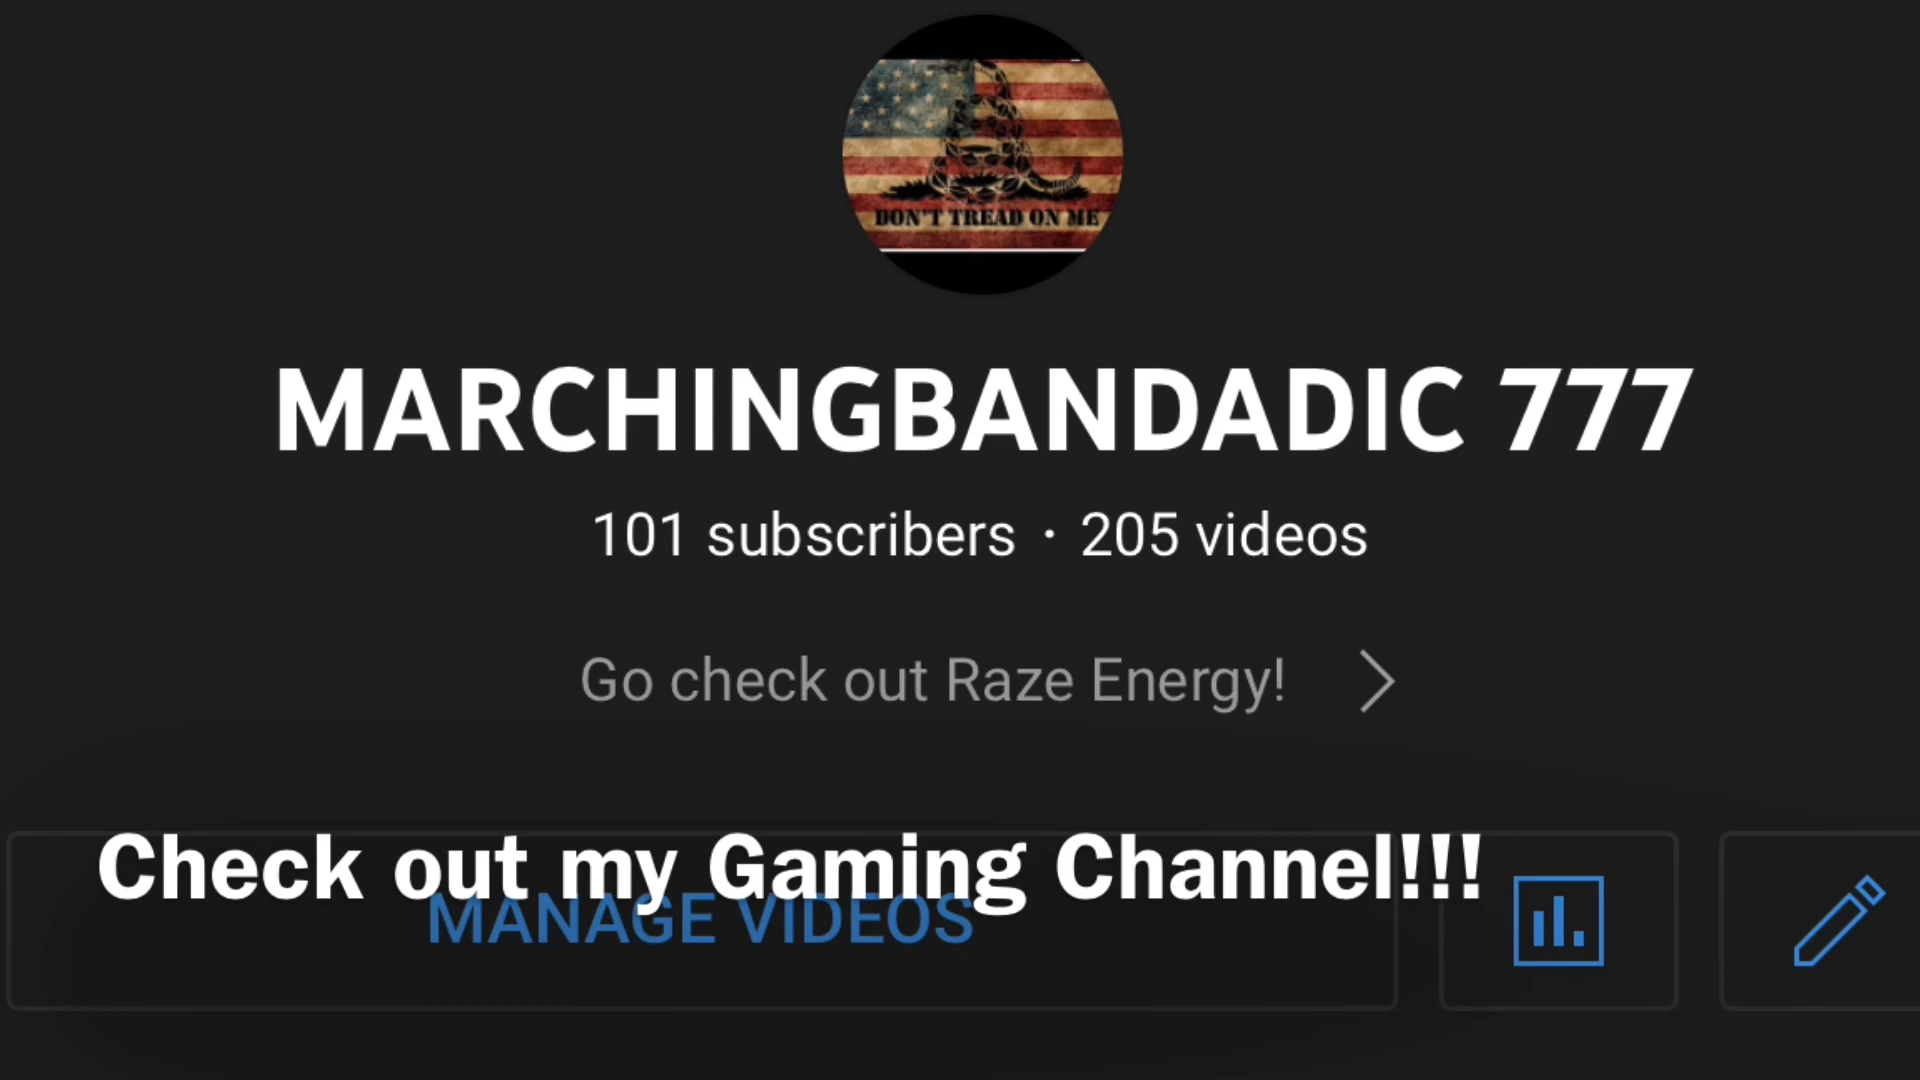 DON'T TREAD ON ME
MARCHINGBANDADIC 777
101 subscribers · 205 videos
Go check out Raze Energy!
Check out my Gaming Channel!!!
MANAGE VIDEOS